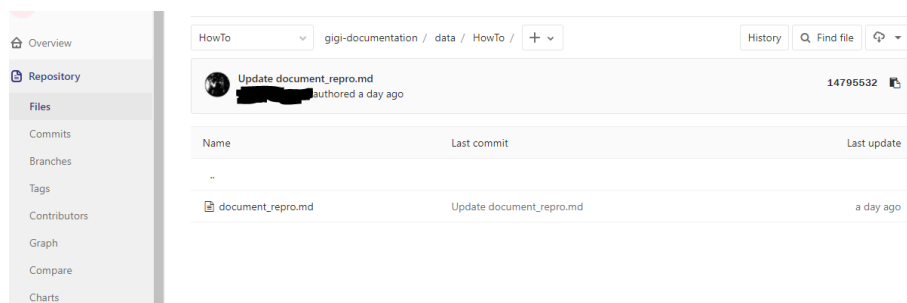 Overview
Repository
Files
Commits
Branches
Tags
Contributors
Graph
Compare
Charts
HowTo gigi-documentation / data / HowTo / + History Find file
Update document_repro.md
authored a day ago
14795532
Name Last commit Last update
..
document_repro.md Update document_repro.md a day ago